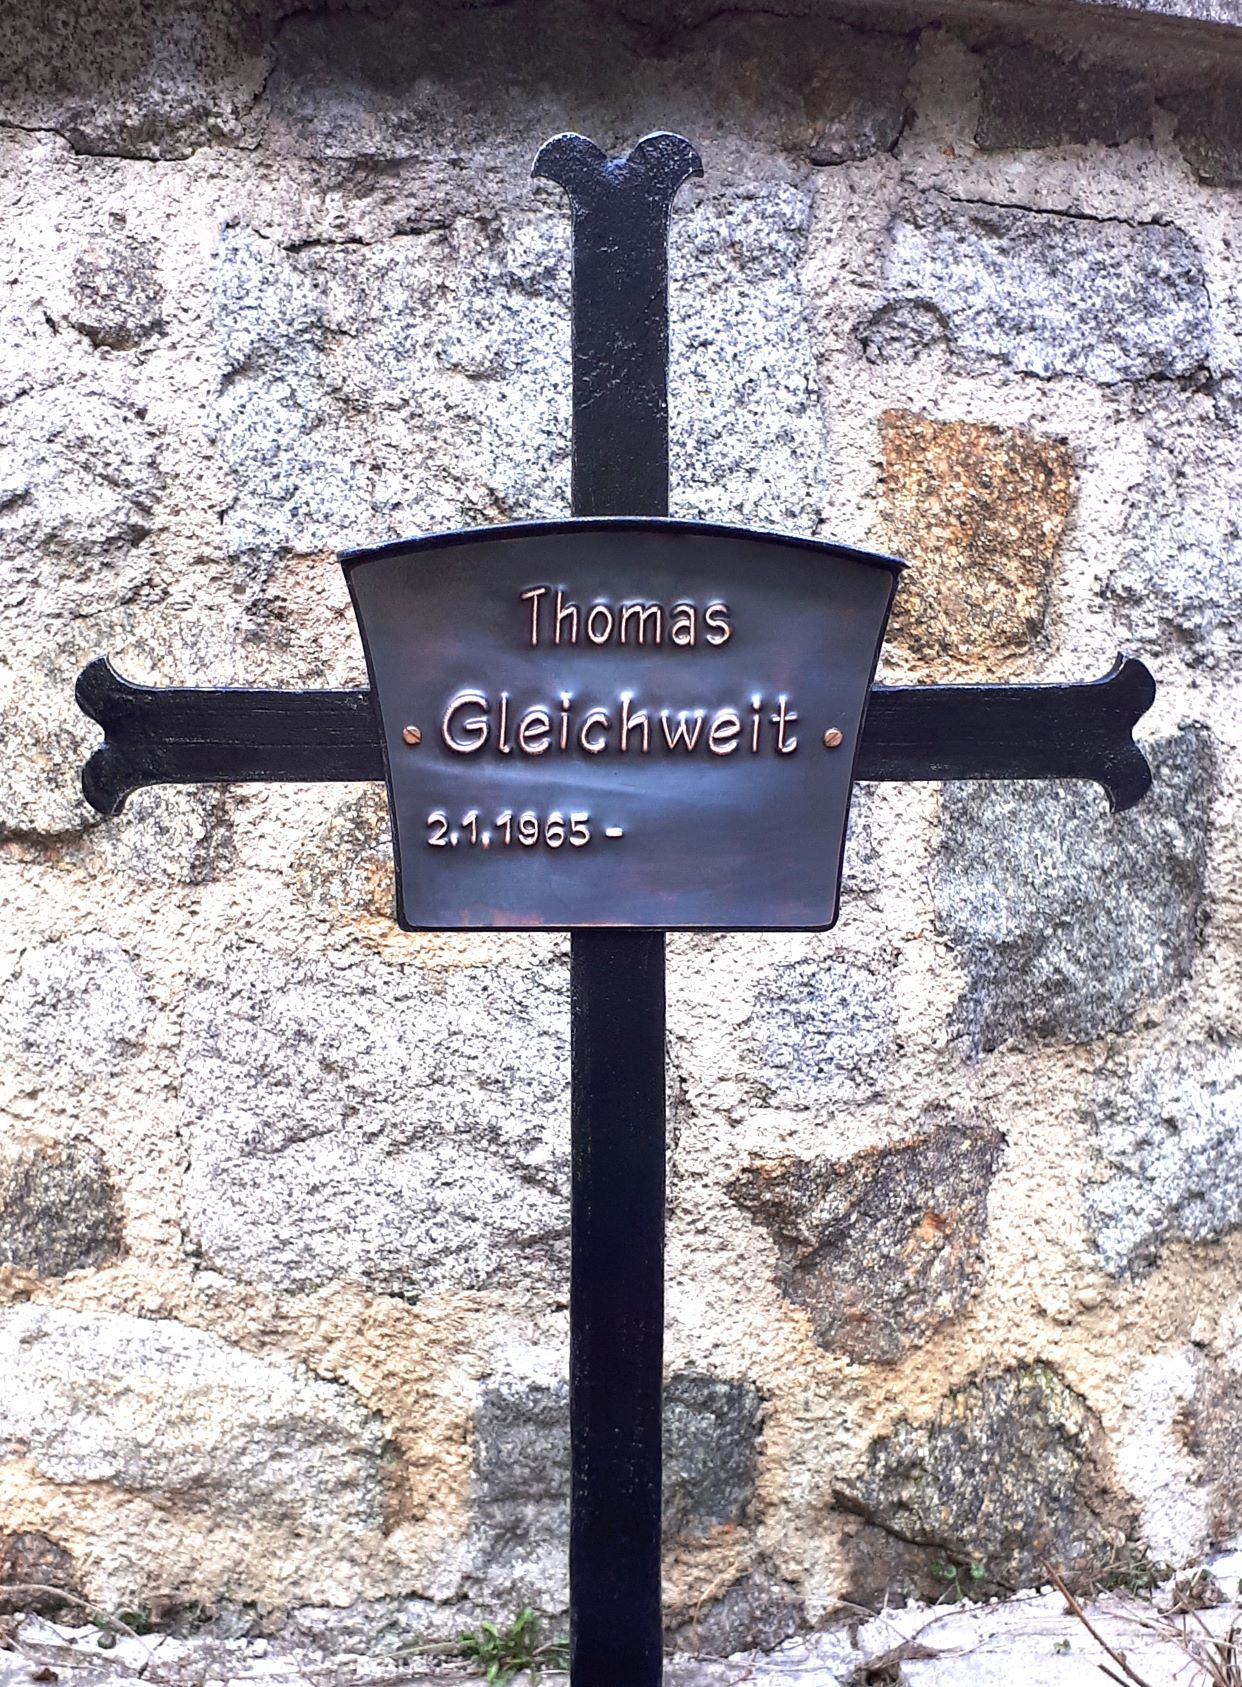 Thomas
Gleichweit
2.1.1965 -